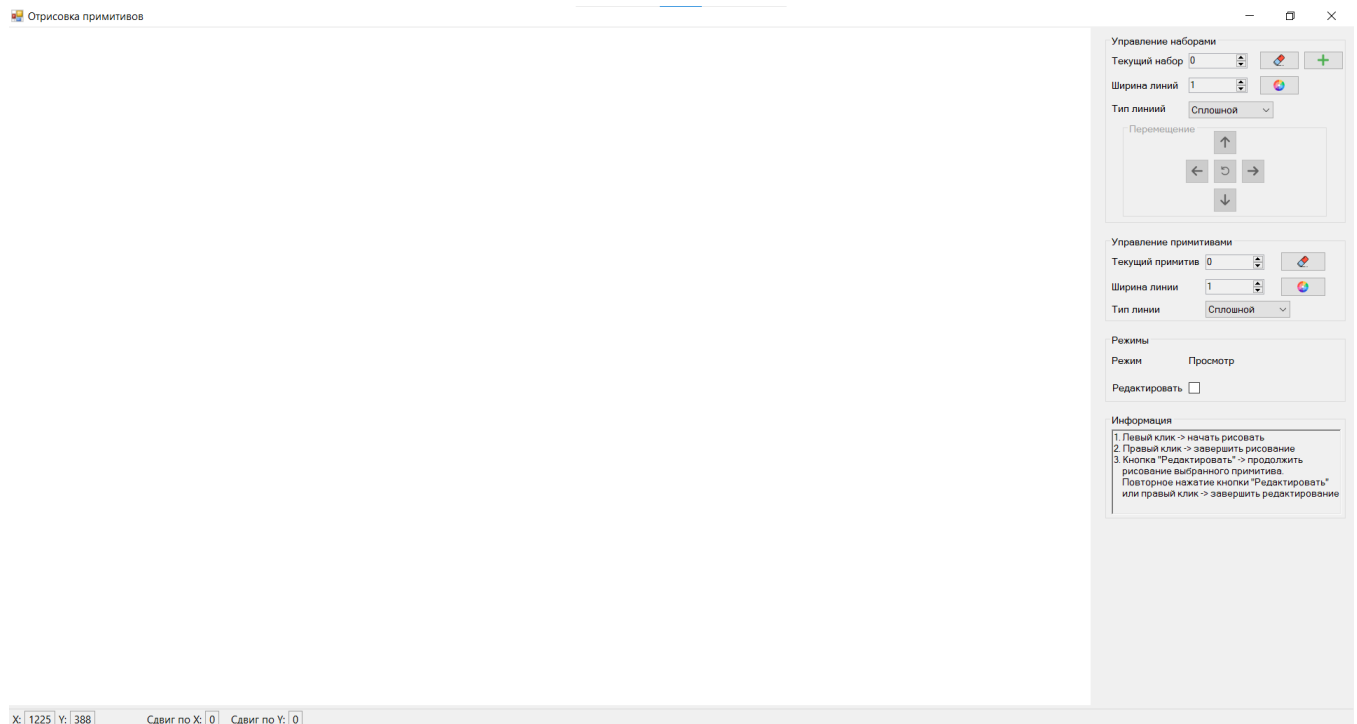 Отрисовка примитивов
Управление наборами
Текущий набор 0
Ширина линий 1
Тип линиий Сплошной
Перемещение
Управление примитивами
Текущий примитив 0
Ширина линии 1
Тип линии Сплошной
Режимы
Режим Просмотр
Редактировать
Информация
1. Левый клик -> начать рисовать
2. Правый клик -> завершить рисование
3. Кнопка "Редактировать" -> продолжить
рисование выбранного примитива.
Повторное нажатие кнопки "Редактировать"
или правый клик -> завершить редактирование
X: 1225 Y: 388 Сдвиг по X: 0 Сдвиг по Y: 0